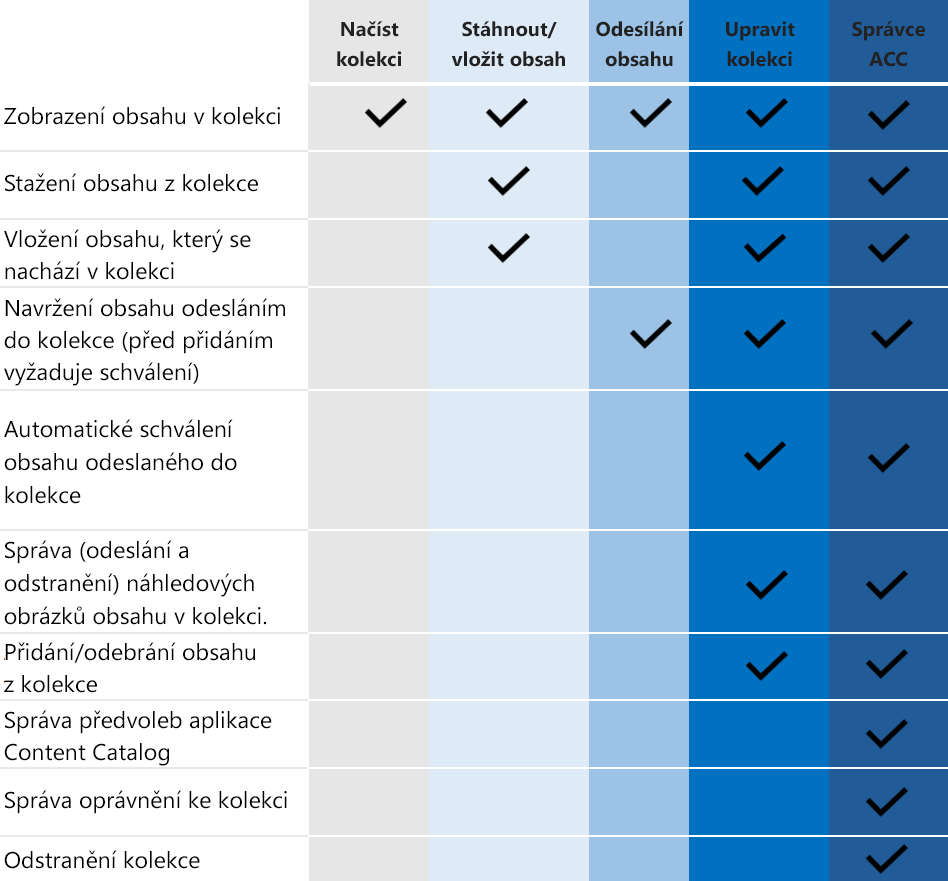 Načíst
kolekci
Stáhnout/
vložit obsah
Odesílání
obsahu
Upravit
kolekci
Správce
ACC
Zobrazení obsahu v kolekci
Stažení obsahu z kolekce
Vložení obsahu, který se
nachází v kolekci
Navržení obsahu odesláním
do kolekce (před přidáním
vyžaduje schválení)
Automatické schválení
obsahu odeslaného do
kolekce
Správa (odeslání a
odstranění) náhledových
obrázků obsahu v kolekci.
Přidání/odebrání obsahu
z kolekce
Správa předvoleb aplikace
Content Catalog
Správa oprávnění ke kolekci
Odstranění kolekce